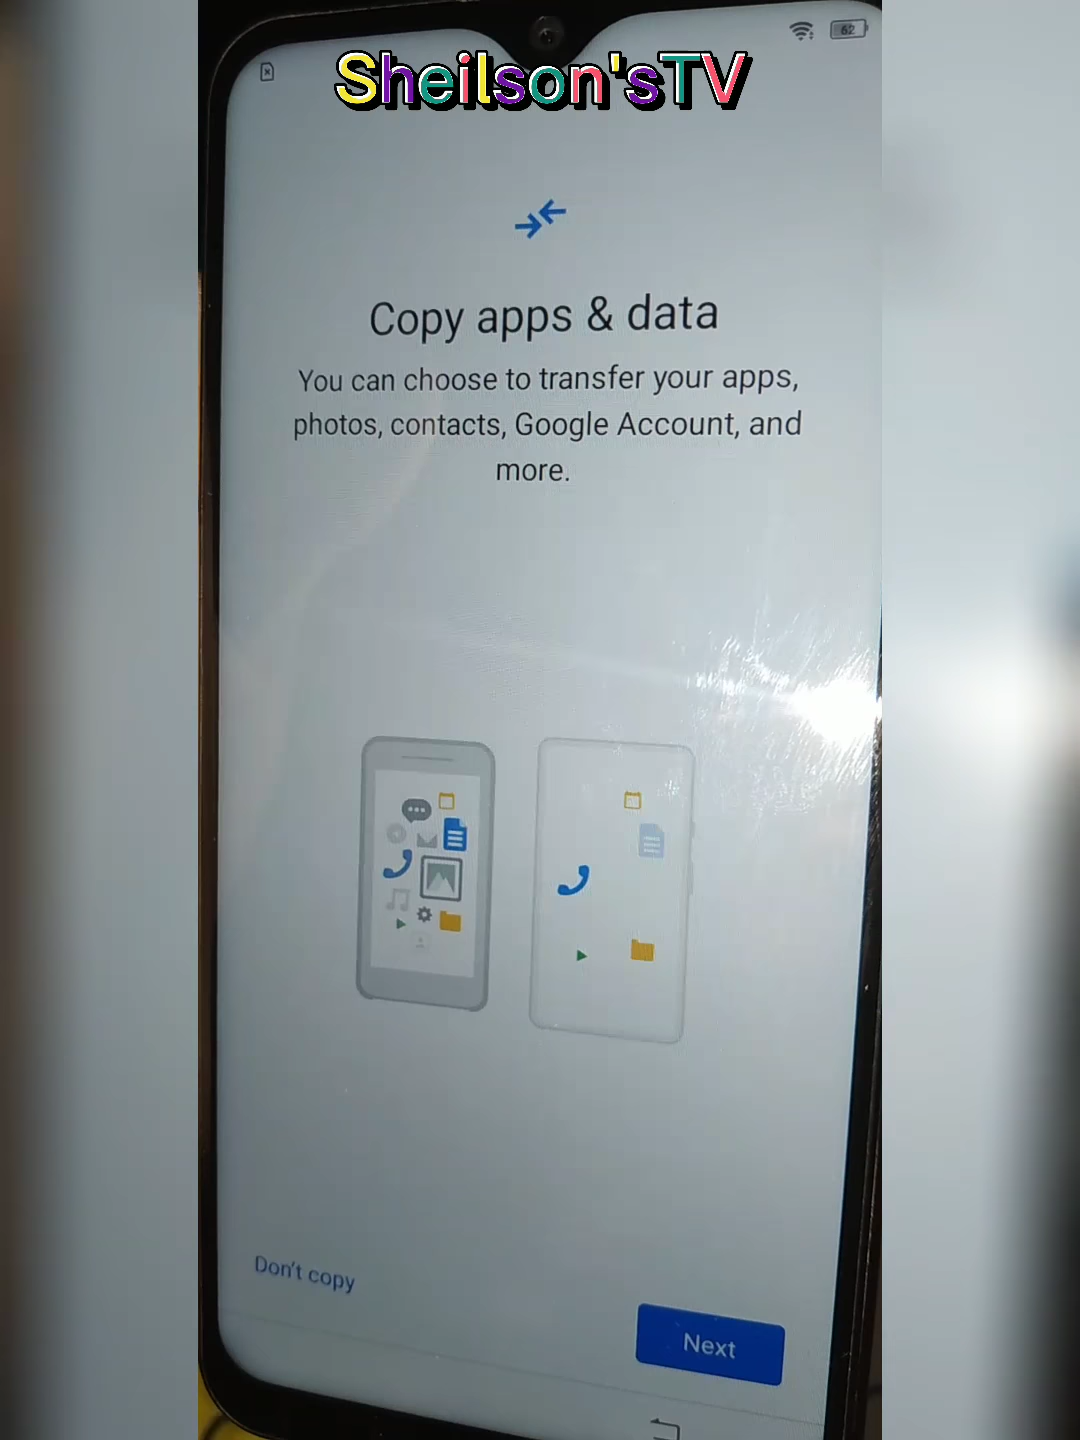 62
Sheilson'sTV
Copy apps & data
You can choose to transfer your apps,
photos, contacts, Google Account, and
more.
Don't copy
Next